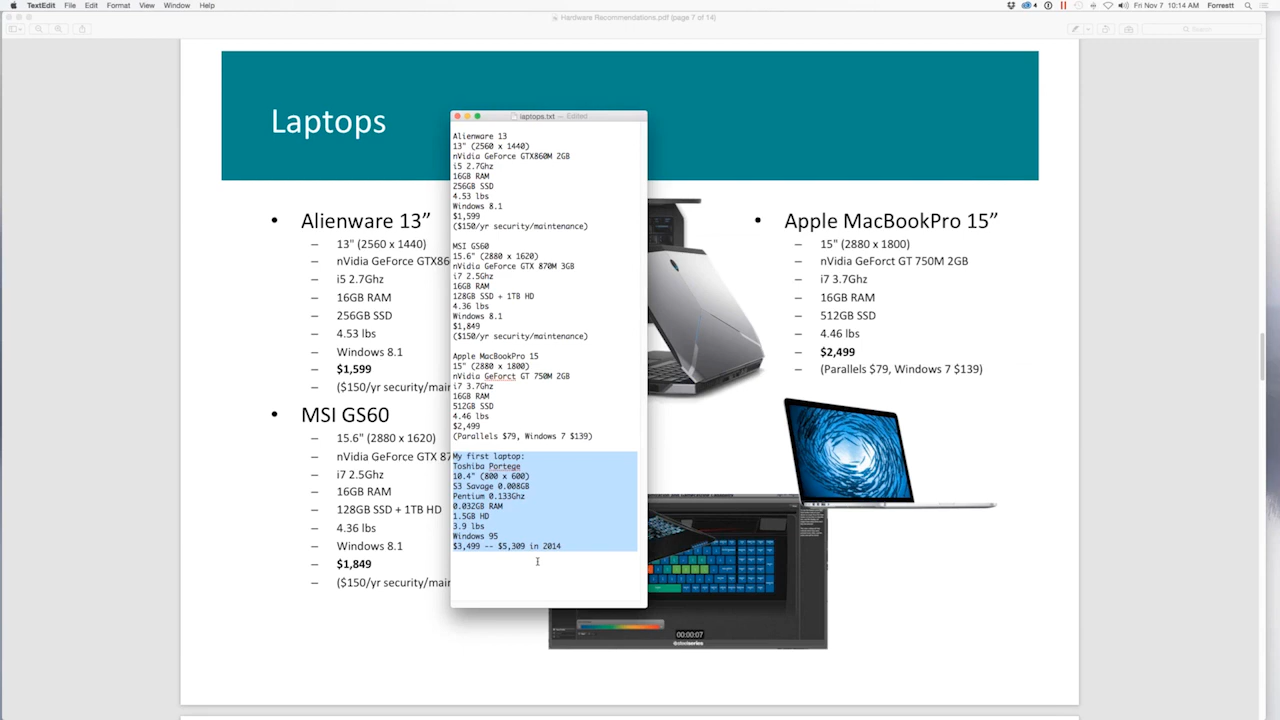 TextEdit File Edit Format View Window Help
4 Fri Nov 7 10:14 AM Forrestt
Hardware Recommendations.pdf (page 7 of 14)
Search
Laptops
• Alienware 13”
– 13" (2560 x 1440)
– nVidia GeForce GTX86
– i5 2.7Ghz
– 16GB RAM
– 256GB SSD
– 4.53 lbs
– Windows 8.1
– $1,599
– ($150/yr security/main
• MSI GS60
– 15.6" (2880 x 1620)
– nVidia GeForce GTX 87
– i7 2.5Ghz
– 16GB RAM
– 128GB SSD + 1TB HD
– 4.36 lbs
– Windows 8.1
– $1,849
– ($150/yr security/main
laptops.txt — Edited
Alienware 13
13" (2560 x 1440)
nVidia GeForce GTX860M 2GB
i5 2.7Ghz
16GB RAM
256GB SSD
4.53 lbs
Windows 8.1
$1,599
($150/yr security/maintenance)
MSI GS60
15.6" (2880 x 1620)
nVidia GeForce GTX 870M 3GB
i7 2.5Ghz
16GB RAM
128GB SSD + 1TB HD
4.36 lbs
Windows 8.1
$1,849
($150/yr security/maintenance)
Apple MacBookPro 15
15" (2880 x 1800)
nVidia GeForct GT 750M 2GB
i7 3.7Ghz
16GB RAM
512GB SSD
4.46 lbs
$2,499
(Parallels $79, Windows 7 $139)
My first laptop:
Toshiba Portege
10.4" (800 x 600)
S3 Savage 0.008GB
Pentium 0.133Ghz
0.032GB RAM
1.5GB HD
3.9 lbs
Windows 95
$3,499 -- $5,309 in 2014
• Apple MacBookPro 15”
– 15" (2880 x 1800)
– nVidia GeForct GT 750M 2GB
– i7 3.7Ghz
– 16GB RAM
– 512GB SSD
– 4.46 lbs
– $2,499
– (Parallels $79, Windows 7 $139)
00:00:07
steelseries